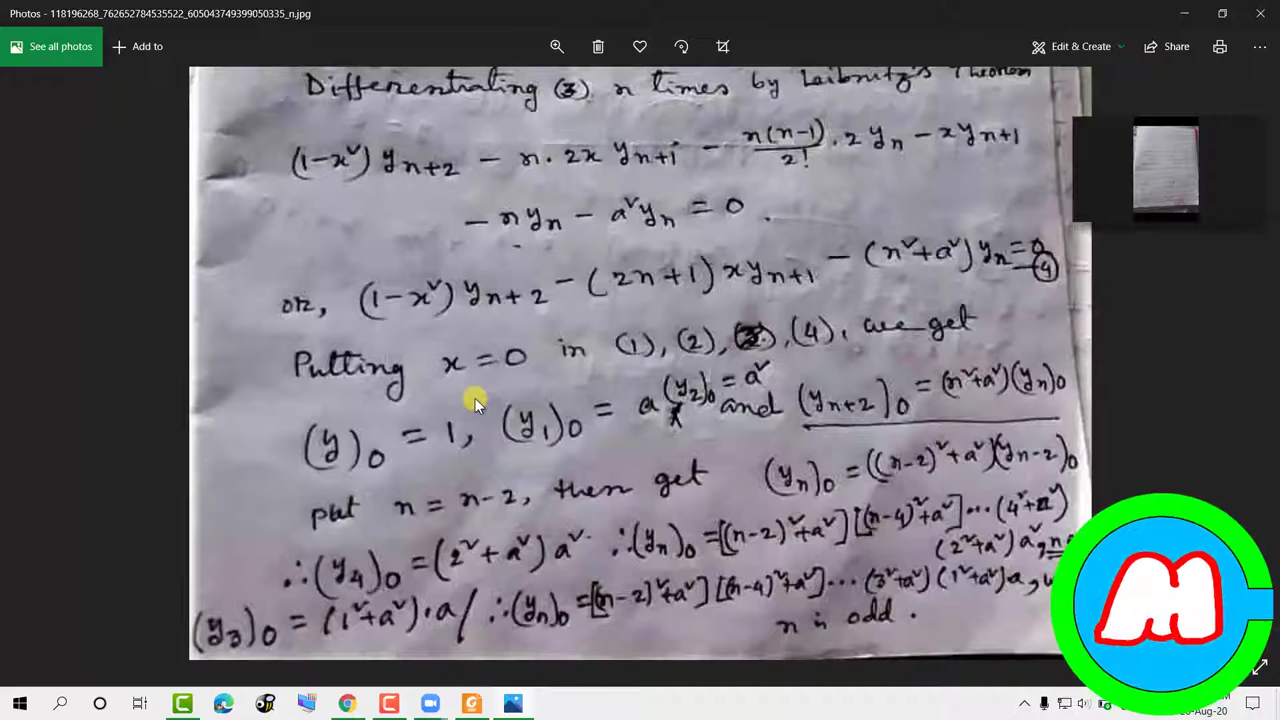 Photos - 118196268_762652784535522_605043749399050335_n.jpg
See all photos
Add to
Edit & Create
Share
Differentiating (3) n times by Leibnitz's Theorem
(1-x²) yn+2 - n. 2x yn+1 - n(n-1)/2! . 2 yn - x yn+1
- n yn - a² yn = 0 .
or, (1-x²) yn+2 - (2n+1) x yn+1 - (n²+a²) yn = 0 — (4)
Putting x = 0 in (1), (2), (4), we get
(y)0 = 1, (y1)0 = a (y2)0 = a² and (yn+2)0 = (n²+a²)(yn)0
put n = n-2, then get (yn)0 = ((n-2)²+a²)(yn-2)0
∴ (y4)0 = (2²+a²) a² ∴ (yn)0 = [(n-2)²+a²][(n-4)²+a²]... (4²+a²)
(2²+a²) a²,
(y3)0 = (1²+a²).a / ∴ (yn)0 = [(n-2)²+a²][(n-4)²+a²]... (3²+a²)(1²+a²)a,
n is odd.
M
-Aug-20